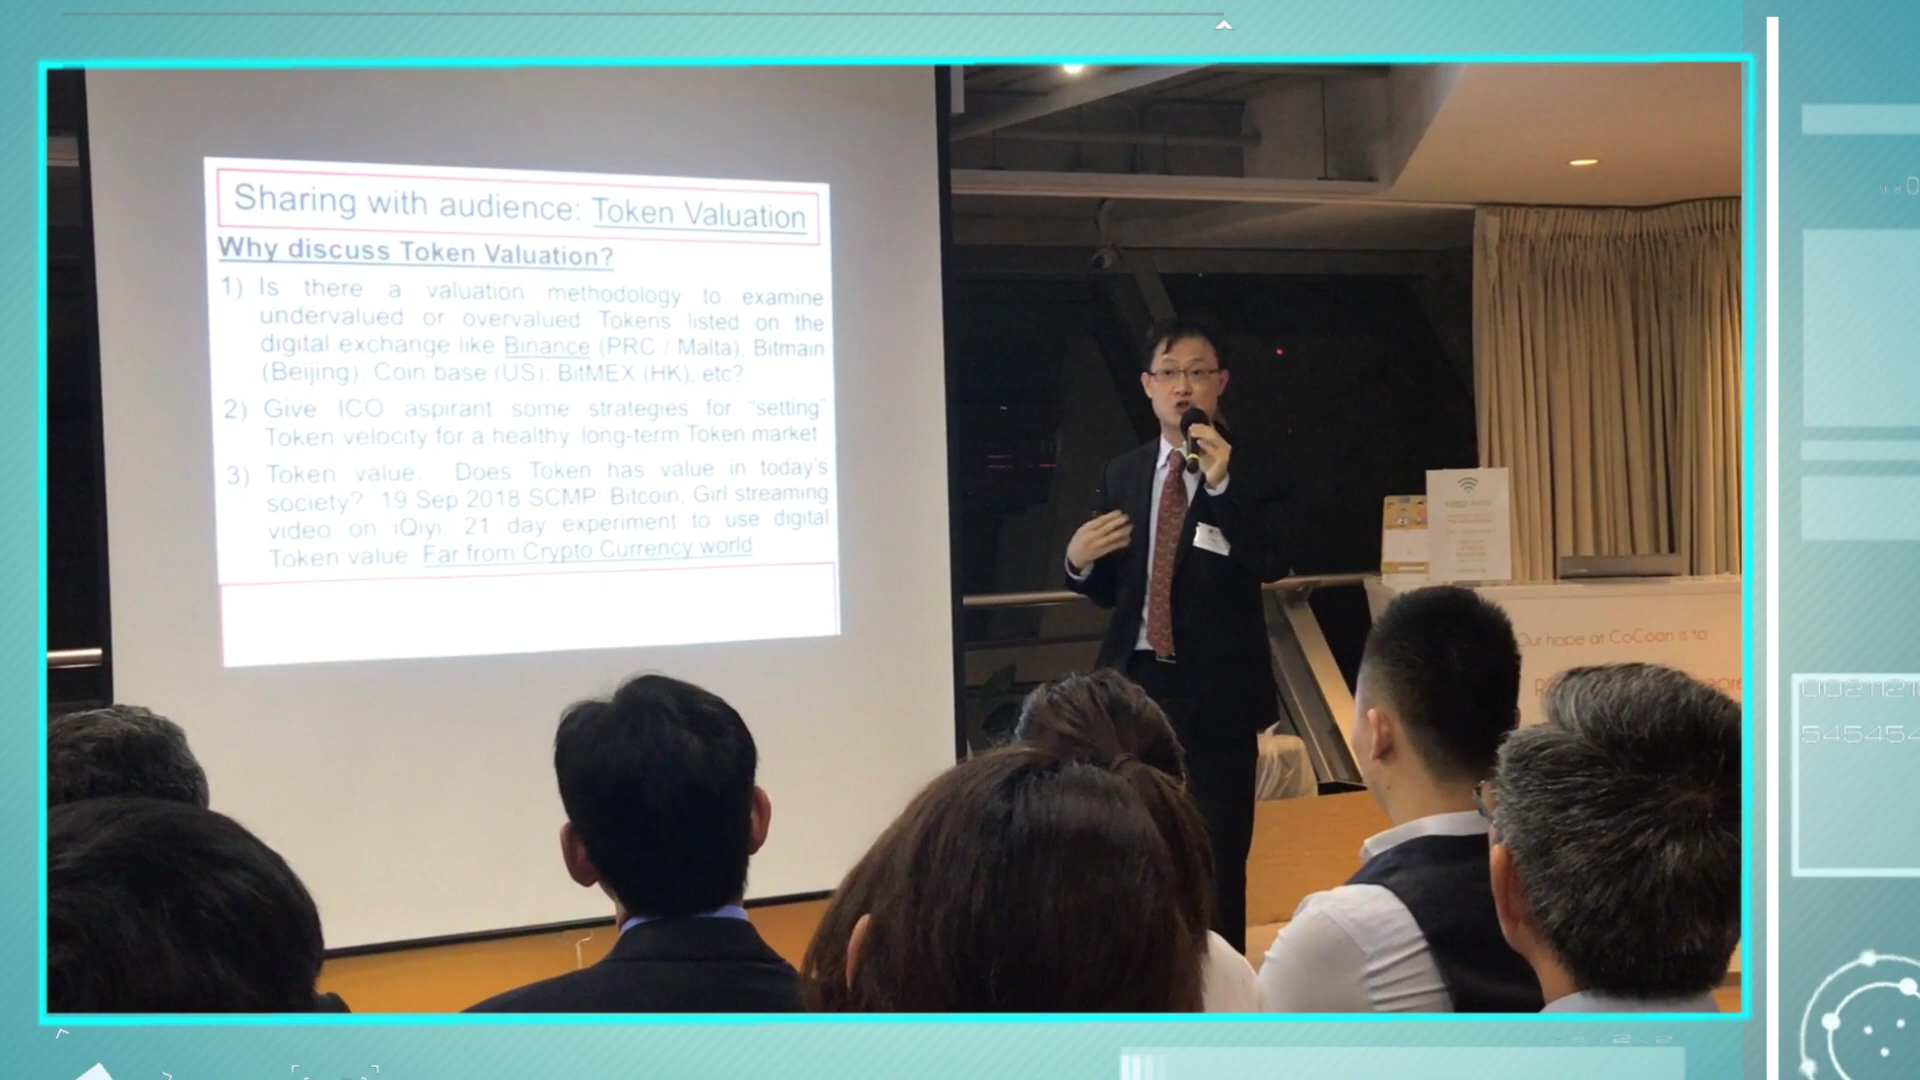 Sharing with audience: Token Valuation
Why discuss Token Valuation?
1) Is there a valuation methodology to examine
undervalued or overvalued Tokens listed on the
digital exchange like Binance (PRC / Malta), Bitmain
(Beijing); Coin base (US); BitMEX (HK), etc?
2) Give ICO aspirant some strategies for "setting"
Token velocity for a healthy, long-term Token market
3) Token value. Does Token has value in today's
society? 19 Sep 2018 SCMP: Bitcoin. Girl streaming
video on iQiyi; 21 day experiment to use digital
Token value. Far from Crypto Currency world
Our hope at CoCoon is to
545454